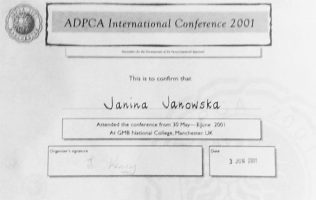 ADPCA International Conference 2001
This is to confirm that
Janina Janowska
Attended the conference from 30 May—3 June 2001
At GMB National College, Manchester UK
Organiser's signature
Date
3 JUN 2001